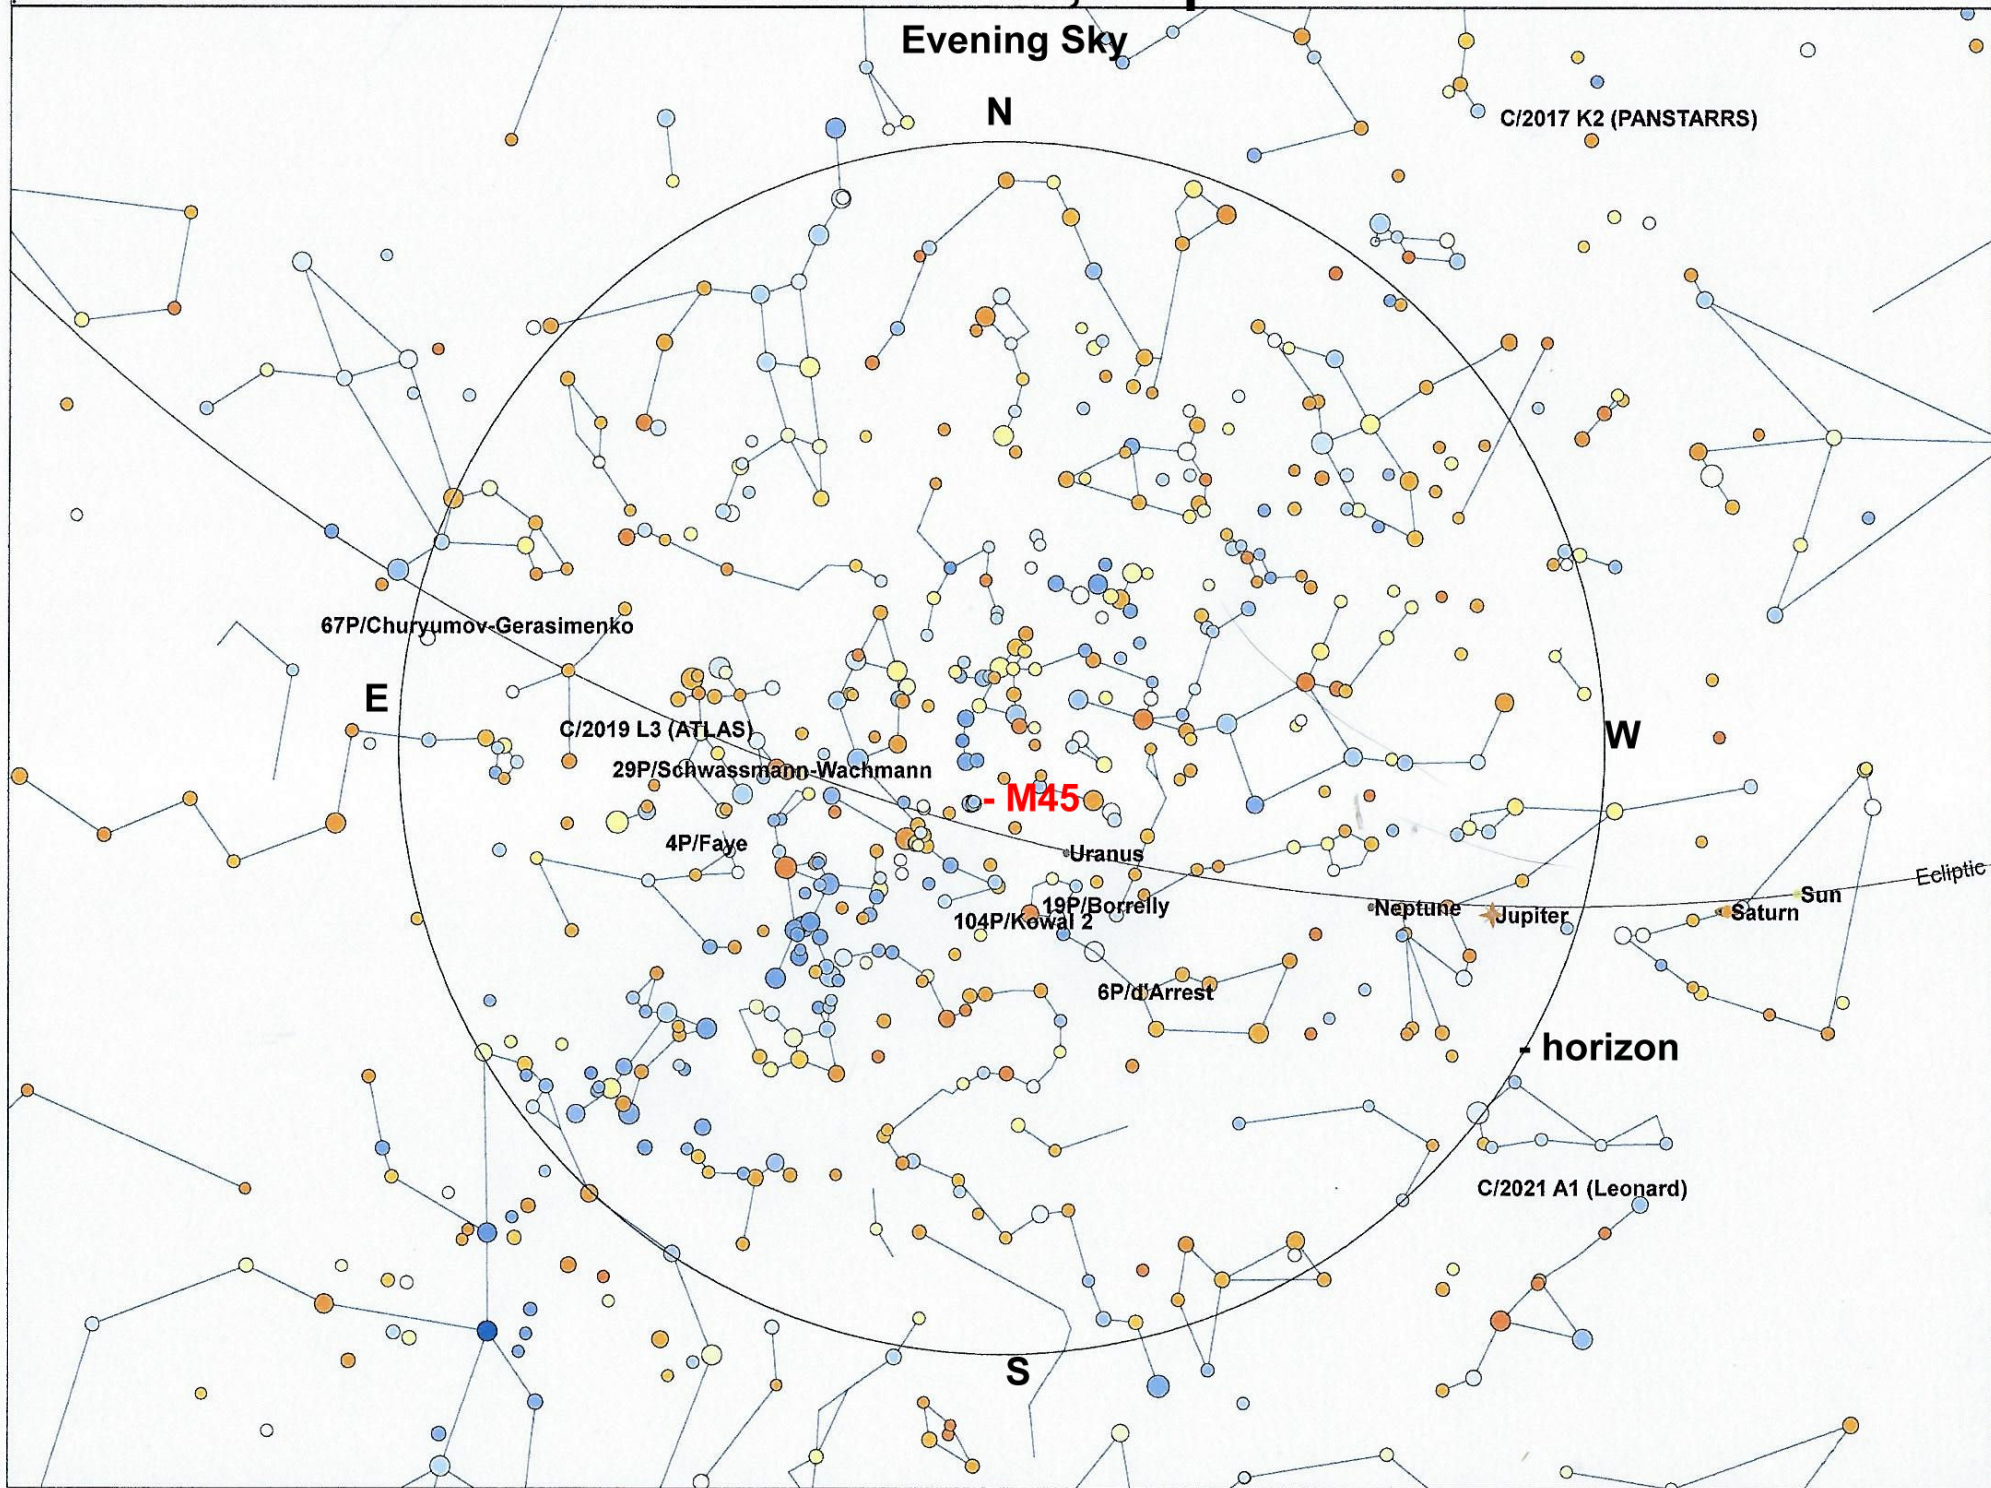 Evening Sky
N
C/2017 K2 (PANSTARRS)
67P/Churyumov-Gerasimenko
E
C/2019 L3 (ATLAS)
W
29P/Schwassmann-Wachmann
- M45
4P/Faye
Uranus
Ecliptic
Sun
19P/Borrelly
Neptune
Jupiter
Saturn
104P/Kowal 2
6P/d'Arrest
- horizon
C/2021 A1 (Leonard)
S